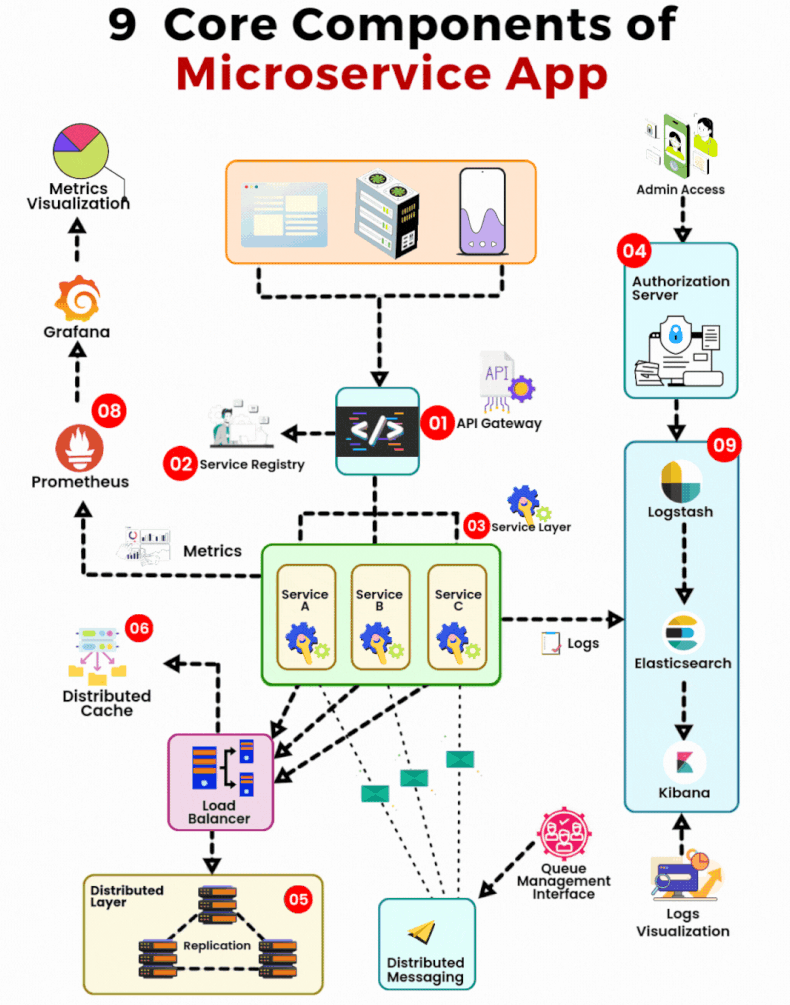 9 Core Components of
Microservice App
Metrics
Visualization
Admin Access
04
Authorization
Server
Grafana
08
API
01
API Gateway
</>
02
Service Registry
Prometheus
09
Logstash
03
Service Layer
Metrics
Service
A
Service
B
Service
C
06
Logs
Elasticsearch
Distributed
Cache
Load
Balancer
Kibana
Queue
Management
Interface
Distributed
Layer
05
Replication
Logs
Visualization
Distributed
Messaging